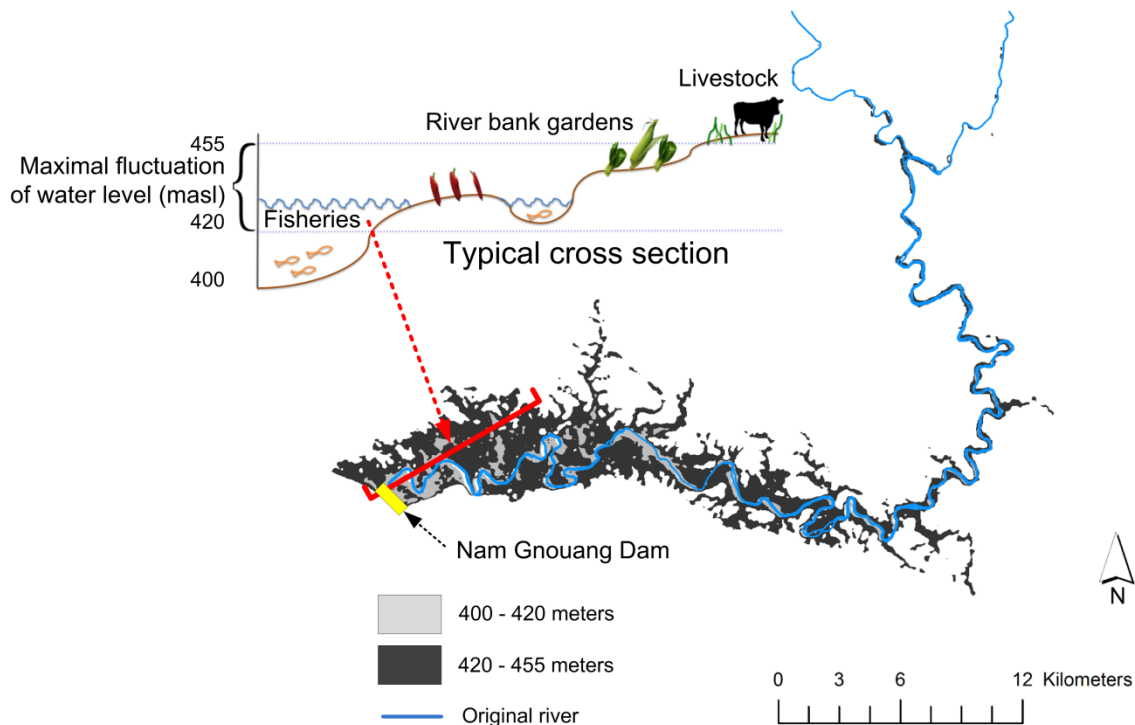 Livestock
River bank gardens
455
Maximal fluctuation
of water level (masl)
420
Fisheries
Typical cross section
400
Nam Gnouang Dam
N
400 - 420 meters
420 - 455 meters
Original river
0 3 6 12 Kilometers